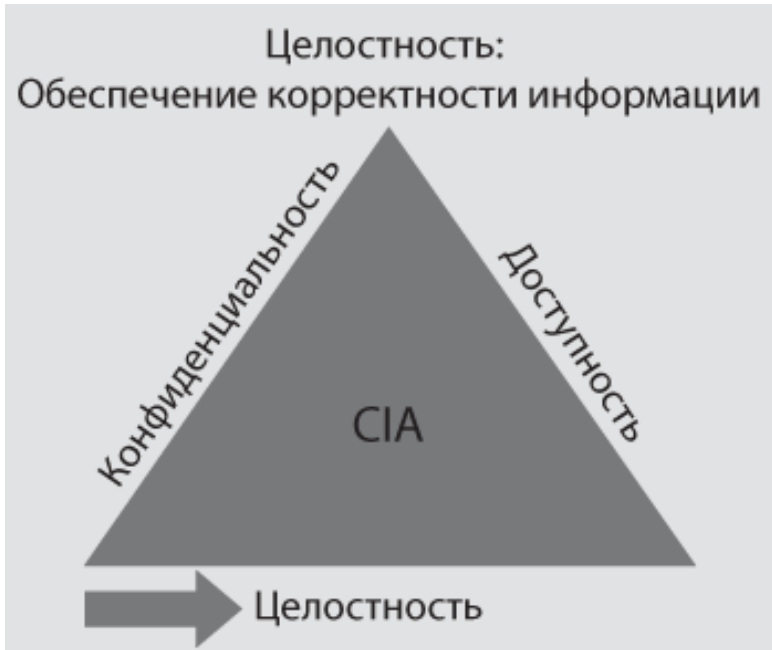 Целостность:
Обеспечение корректности информации
Конфиденциальность
Доступность
CIA
Целостность